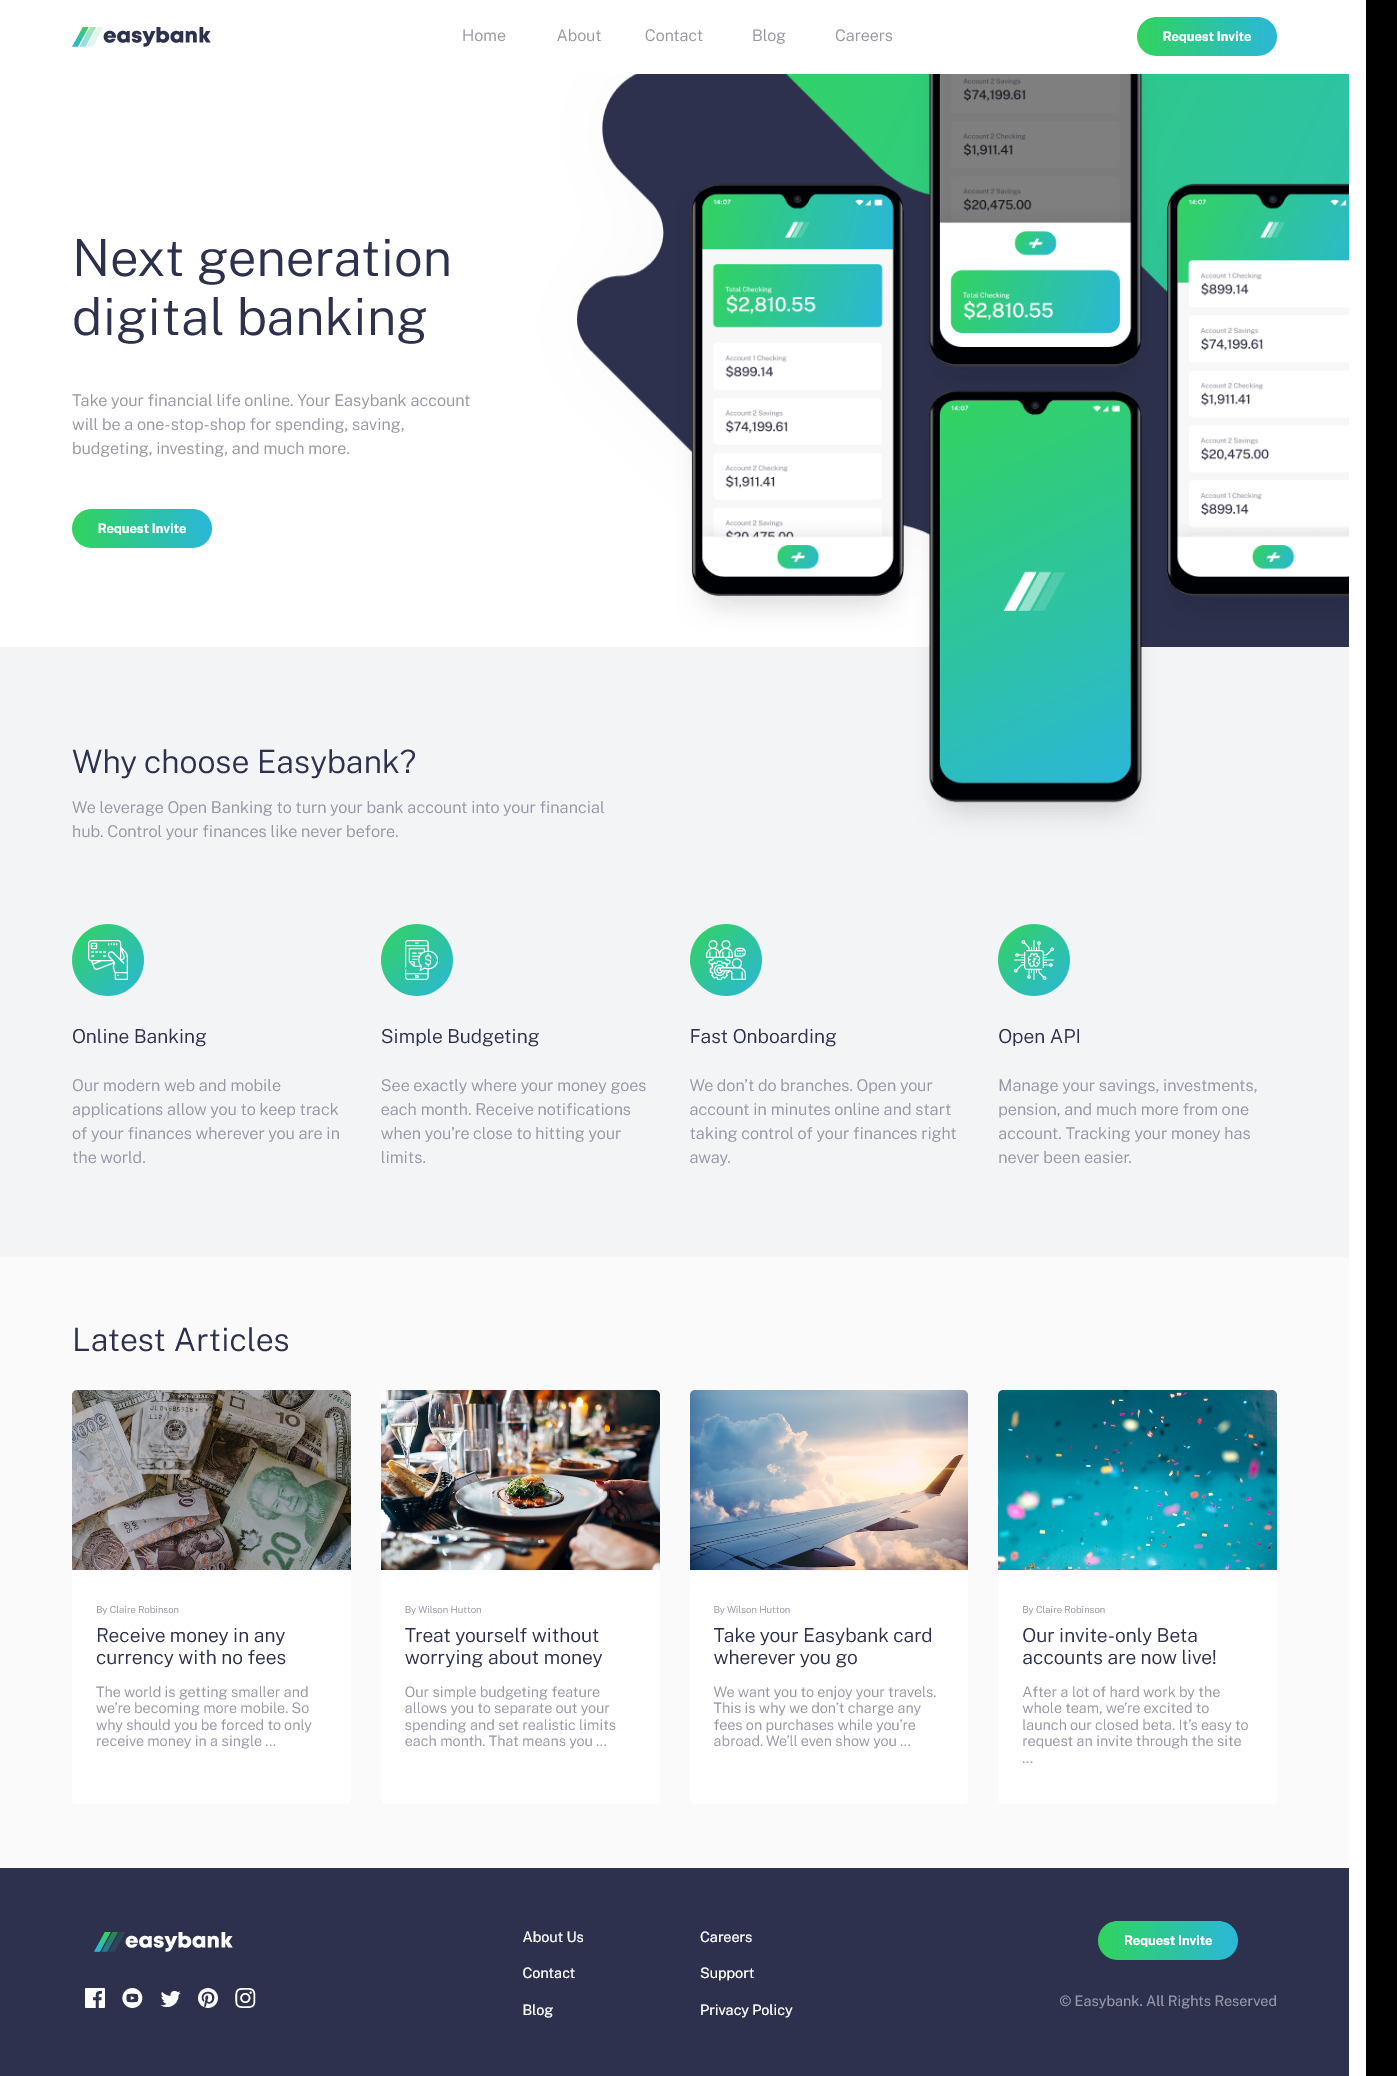 easybank
Home
About
Contact
Blog
Careers
Request Invite
Next generation
digital banking
Take your financial life online. Your Easybank account
will be a one-stop-shop for spending, saving,
budgeting, investing, and much more.
Request Invite
14:07
Total Checking
$2,810.55
Account 1 Checking
$899.14
Account 2 Savings
$74,199.61
Account 2 Checking
$1,911.41
Account 2 Savings
$20,475.00
Account 2 Savings
$74,199.61
Account 2 Checking
$1,911.41
Account 2 Savings
$20,475.00
Total Checking
$2,810.55
14:07
14:07
Account 1 Checking
$899.14
Account 2 Savings
$74,199.61
Account 2 Checking
$1,911.41
Account 2 Savings
$20,475.00
Account 1 Checking
$899.14
Why choose Easybank?
We leverage Open Banking to turn your bank account into your financial
hub. Control your finances like never before.
Online Banking
Our modern web and mobile
applications allow you to keep track
of your finances wherever you are in
the world.
Simple Budgeting
See exactly where your money goes
each month. Receive notifications
when you’re close to hitting your
limits.
Fast Onboarding
We don’t do branches. Open your
account in minutes online and start
taking control of your finances right
away.
Open API
Manage your savings, investments,
pension, and much more from one
account. Tracking your money has
never been easier.
Latest Articles
10
20
By Claire Robinson
Receive money in any
currency with no fees
The world is getting smaller and
we’re becoming more mobile. So
why should you be forced to only
receive money in a single ...
By Wilson Hutton
Treat yourself without
worrying about money
Our simple budgeting feature
allows you to separate out your
spending and set realistic limits
each month. That means you ...
By Wilson Hutton
Take your Easybank card
wherever you go
We want you to enjoy your travels.
This is why we don’t charge any
fees on purchases while you’re
abroad. We’ll even show you ...
By Claire Robinson
Our invite-only Beta
accounts are now live!
After a lot of hard work by the
whole team, we’re excited to
launch our closed beta. It’s easy to
request an invite through the site
...
easybank
About Us
Contact
Blog
Careers
Support
Privacy Policy
Request Invite
© Easybank. All Rights Reserved